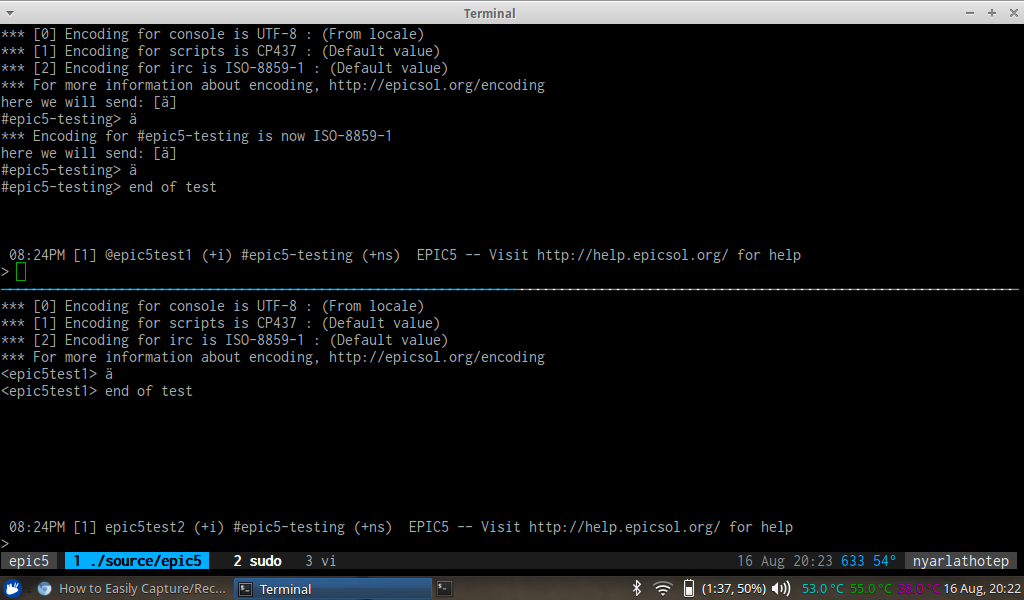 Terminal
*** [0] Encoding for console is UTF-8 : (From locale)
*** [1] Encoding for scripts is CP437 : (Default value)
*** [2] Encoding for irc is ISO-8859-1 : (Default value)
*** For more information about encoding, http://epicsol.org/encoding
here we will send: [ä]
#epic5-testing> ä
*** Encoding for #epic5-testing is now ISO-8859-1
here we will send: [ä]
#epic5-testing> ä
#epic5-testing> end of test
08:24PM [1] @epic5test1 (+i) #epic5-testing (+ns)  EPIC5 -- Visit http://help.epicsol.org/ for help
>
*** [0] Encoding for console is UTF-8 : (From locale)
*** [1] Encoding for scripts is CP437 : (Default value)
*** [2] Encoding for irc is ISO-8859-1 : (Default value)
*** For more information about encoding, http://epicsol.org/encoding
<epic5test1> ä
<epic5test1> end of test
08:24PM [1] epic5test2 (+i) #epic5-testing (+ns)  EPIC5 -- Visit http://help.epicsol.org/ for help
>
epic5 1 ./source/epic5 2 sudo 3 vi 16 Aug 20:23 633 54° nyarlathotep
How to Easily Capture/Rec... Terminal (1:37, 50%) 53.0 °C 55.0 °C 38.0 °C 16 Aug, 20:22